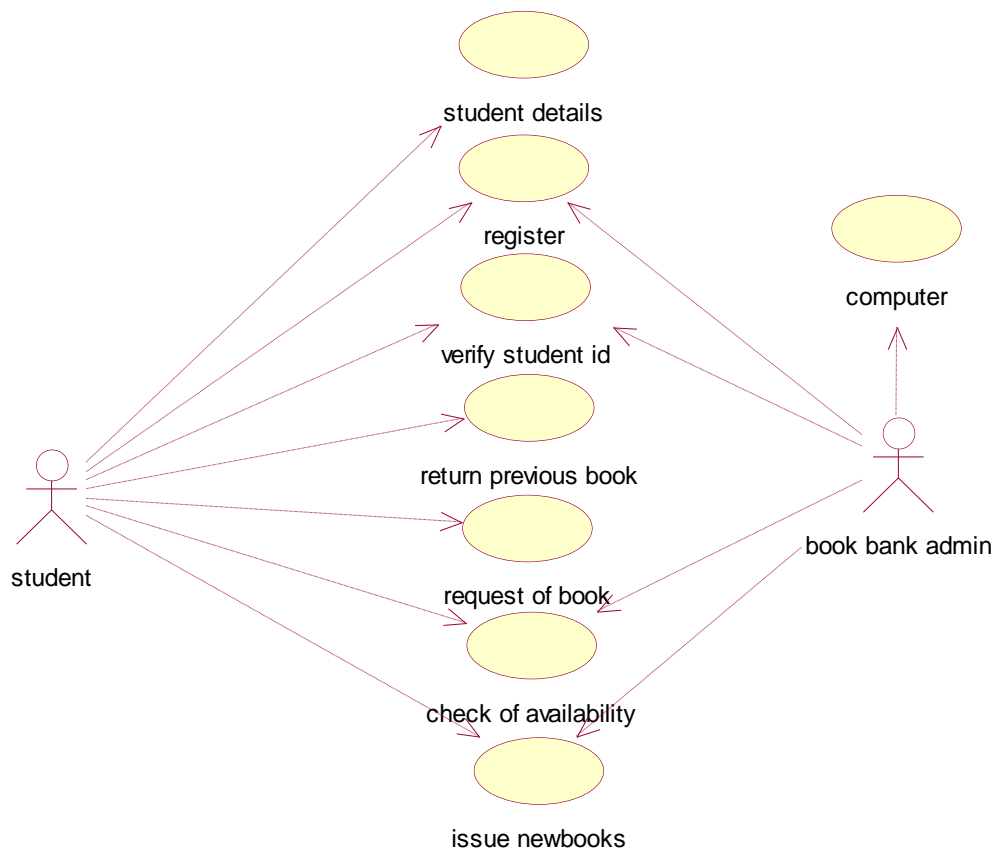 student details
register
computer
verify student id
return previous book
book bank admin
student
request of book
check of availability
issue newbooks